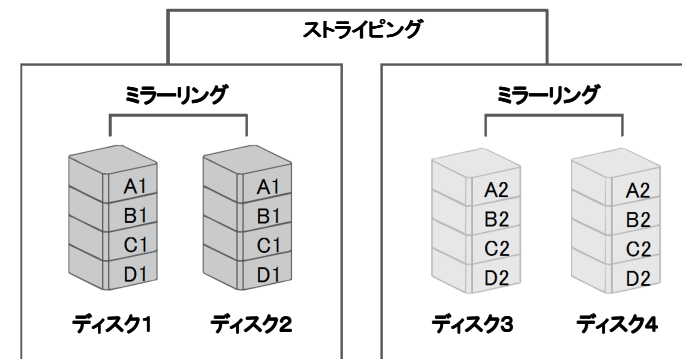 ストライピング
ミラーリング
ミラーリング
A1
B1
C1
D1
A1
B1
C1
D1
A2
B2
C2
D2
A2
B2
C2
D2
ディスク1
ディスク2
ディスク3
ディスク4